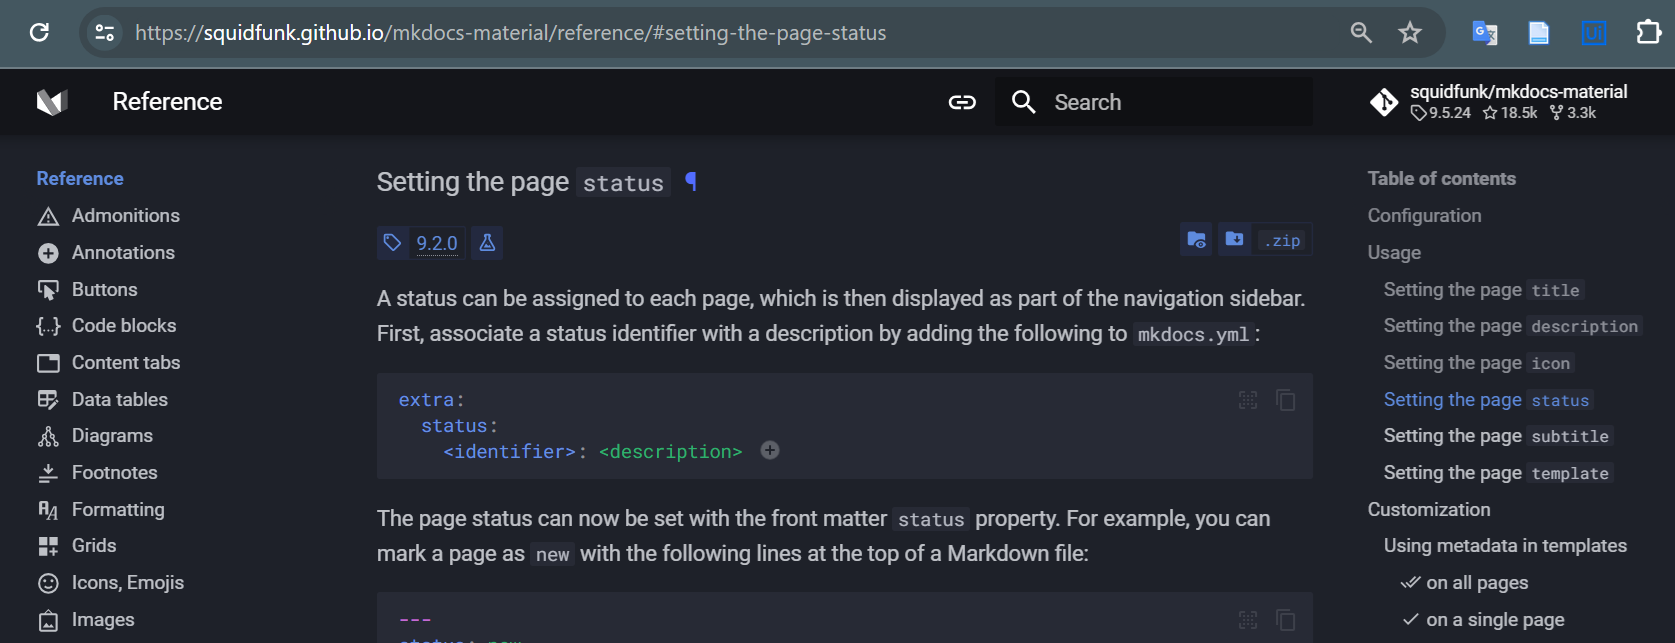 https://squidfunk.github.io/mkdocs-material/reference/#setting-the-page-status
Reference
Search
squidfunk/mkdocs-material
9.5.24 18.5k 3.3k
Reference
Admonitions
Annotations
Buttons
Code blocks
Content tabs
Data tables
Diagrams
Footnotes
Formatting
Grids
Icons, Emojis
Images
Setting the page status ¶
9.2.0
.zip
A status can be assigned to each page, which is then displayed as part of the navigation sidebar.
First, associate a status identifier with a description by adding the following to mkdocs.yml:
extra:
status:
<identifier>: <description>
The page status can now be set with the front matter status property. For example, you can
mark a page as new with the following lines at the top of a Markdown file:
---
status: new
Table of contents
Configuration
Usage
Setting the page title
Setting the page description
Setting the page icon
Setting the page status
Setting the page subtitle
Setting the page template
Customization
Using metadata in templates
on all pages
on a single page